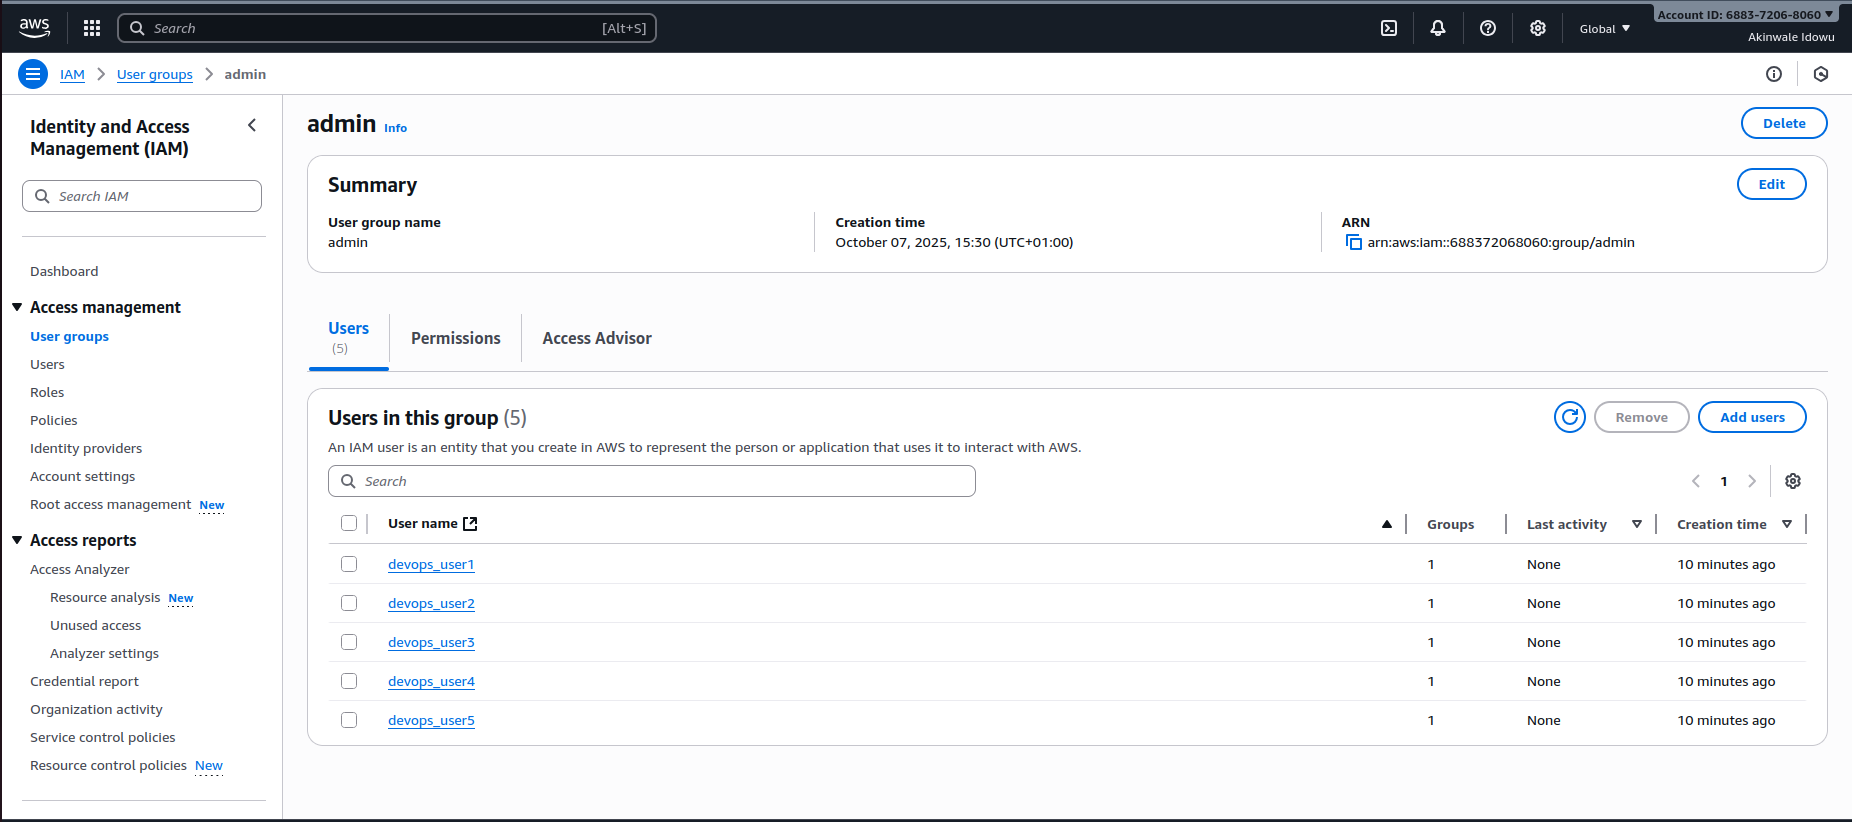 aws
Search [Alt+S]
Global
Account ID: 6883-7206-8060
Akinwale Idowu
IAM > User groups > admin
Identity and Access
Management (IAM)
Search IAM
Dashboard
Access management
User groups
Users
Roles
Policies
Identity providers
Account settings
Root access management New
Access reports
Access Analyzer
Resource analysis New
Unused access
Analyzer settings
Credential report
Organization activity
Service control policies
Resource control policies New
admin Info
Delete
Summary
Edit
User group name
admin
Creation time
October 07, 2025, 15:30 (UTC+01:00)
ARN
arn:aws:iam::688372068060:group/admin
Users
(5)
Permissions
Access Advisor
Users in this group (5)
Remove
Add users
An IAM user is an entity that you create in AWS to represent the person or application that uses it to interact with AWS.
Search
1
User name Groups Last activity Creation time
devops_user1 1 None 10 minutes ago
devops_user2 1 None 10 minutes ago
devops_user3 1 None 10 minutes ago
devops_user4 1 None 10 minutes ago
devops_user5 1 None 10 minutes ago